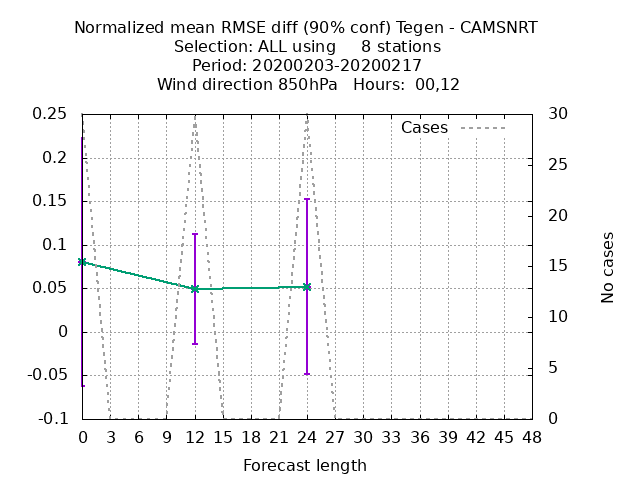 Normalized mean RMSE diff (90% conf) Tegen - CAMSNRT
Selection: ALL using     8 stations
Period: 20200203-20200217
Wind direction 850hPa   Hours:  00,12
Cases
0.25
0.2
0.15
0.1
0.05
0
-0.05
-0.1
30
25
20
15
10
5
0
No cases
0 3 6 9 12 15 18 21 24 27 30 33 36 39 42 45 48
Forecast length